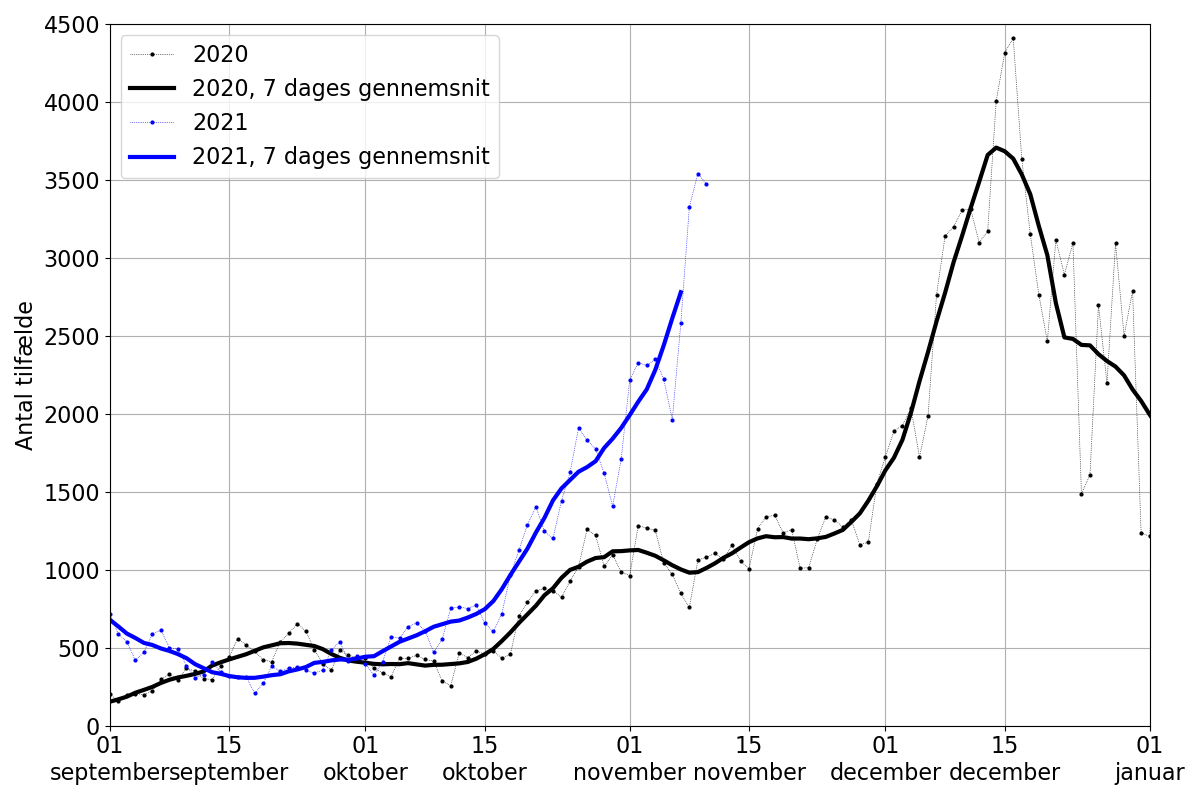 4500
4000
3500
3000
2500
2000
1500
1000
500
0
Antal tilfælde
2020
2020, 7 dages gennemsnit
2021
2021, 7 dages gennemsnit
01 september
15 september
01 oktober
15 oktober
01 november
15 november
01 december
15 december
01 januar